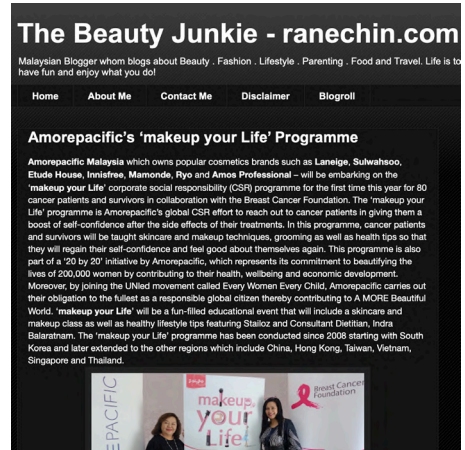 The Beauty Junkie - ranechin.com
Malaysian Blogger whom blogs about Beauty . Fashion . Lifestyle . Parenting . Food and Travel. Life is to
have fun and enjoy what you do!
Home About Me Contact Me Disclaimer Blogroll
Amorepacific's 'makeup your Life' Programme
Amorepacific Malaysia which owns popular cosmetics brands such as Laneige, Sulwahsoo,
Etude House, Innisfree, Mamonde, Ryo and Amos Professional – will be embarking on the
'makeup your Life' corporate social responsibility (CSR) programme for the first time this year for 80
cancer patients and survivors in collaboration with the Breast Cancer Foundation. The 'makeup your
Life' programme is Amorepacific's global CSR effort to reach out to cancer patients in giving them a
boost of self-confidence after the side effects of their treatments. In this programme, cancer patients
and survivors will be taught skincare and makeup techniques, grooming as well as health tips so that
they will regain their self-confidence and feel good about themselves again. This programme is also
part of a '20 by 20' initiative by Amorepacific, which represents its commitment to beautifying the
lives of 200,000 women by contributing to their health, wellbeing and economic development.
Moreover, by joining the UNled movement called Every Women Every Child, Amorepacific carries out
their obligation to the fullest as a responsible global citizen thereby contributing to A MORE Beautiful
World. 'makeup your Life' will be a fun-filled educational event that will include a skincare and
makeup class as well as healthy lifestyle tips featuring Stailoz and Consultant Dietitian, Indra
Balaratnam. The 'makeup your Life' programme has been conducted since 2008 starting with South
Korea and later extended to the other regions which include China, Hong Kong, Taiwan, Vietnam,
Singapore and Thailand.
EPACIFIC
makeup
your
Life
Breast Cancer
Foundation